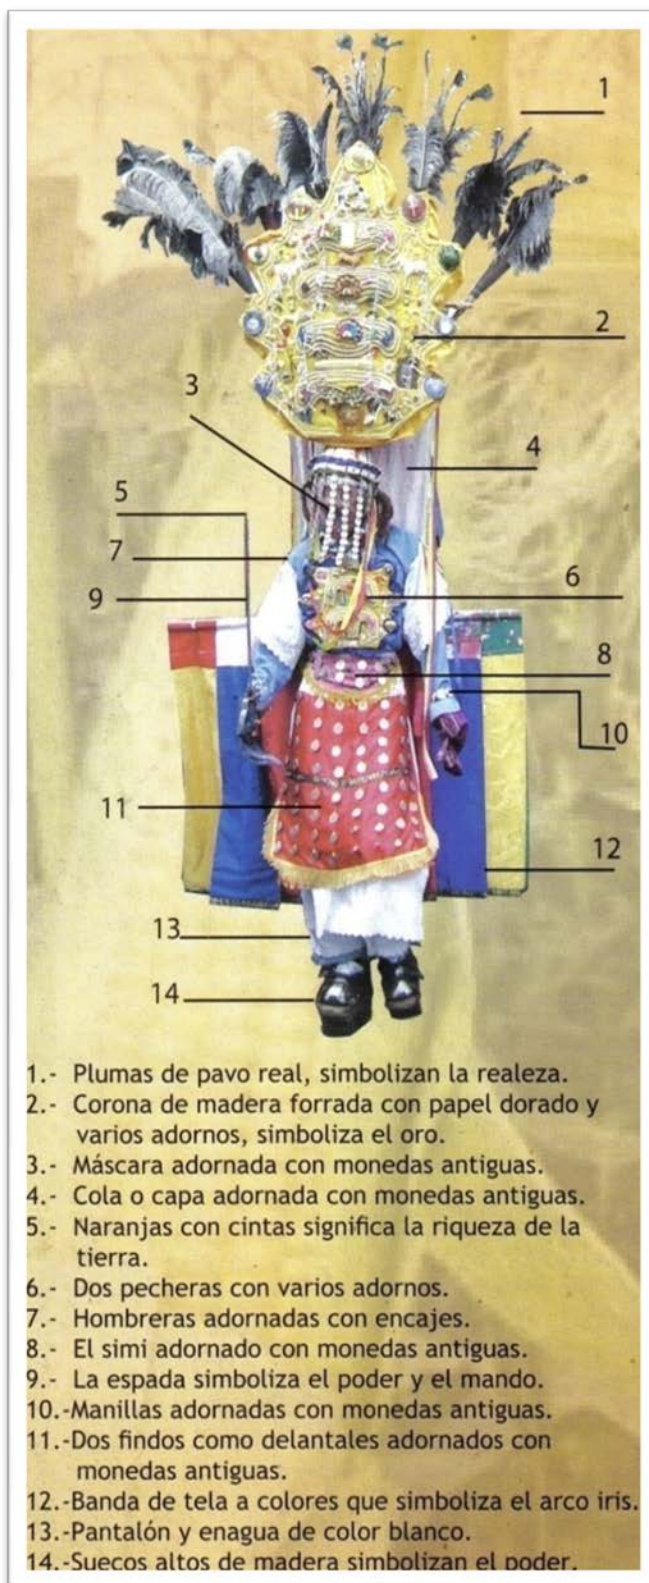 1
2
3
4
5
7
6
9
8
10
11
12
13
14
1.- Plumas de pavo real, simbolizan la realeza.
2.- Corona de madera forrada con papel dorado y
varios adornos, simboliza el oro.
3.- Máscara adornada con monedas antiguas.
4.- Cola o capa adornada con monedas antiguas.
5.- Naranjas con cintas significa la riqueza de la
tierra.
6.- Dos pecheras con varios adornos.
7.- Hombreras adornadas con encajes.
8.- El simi adornado con monedas antiguas.
9.- La espada simboliza el poder y el mando.
10.-Manillas adornadas con monedas antiguas.
11.-Dos findos como delantales adornados con
monedas antiguas.
12.-Banda de tela a colores que simboliza el arco iris.
13.-Pantalón y enagua de color blanco.
14.-Suecos altos de madera simbolizan el poder.